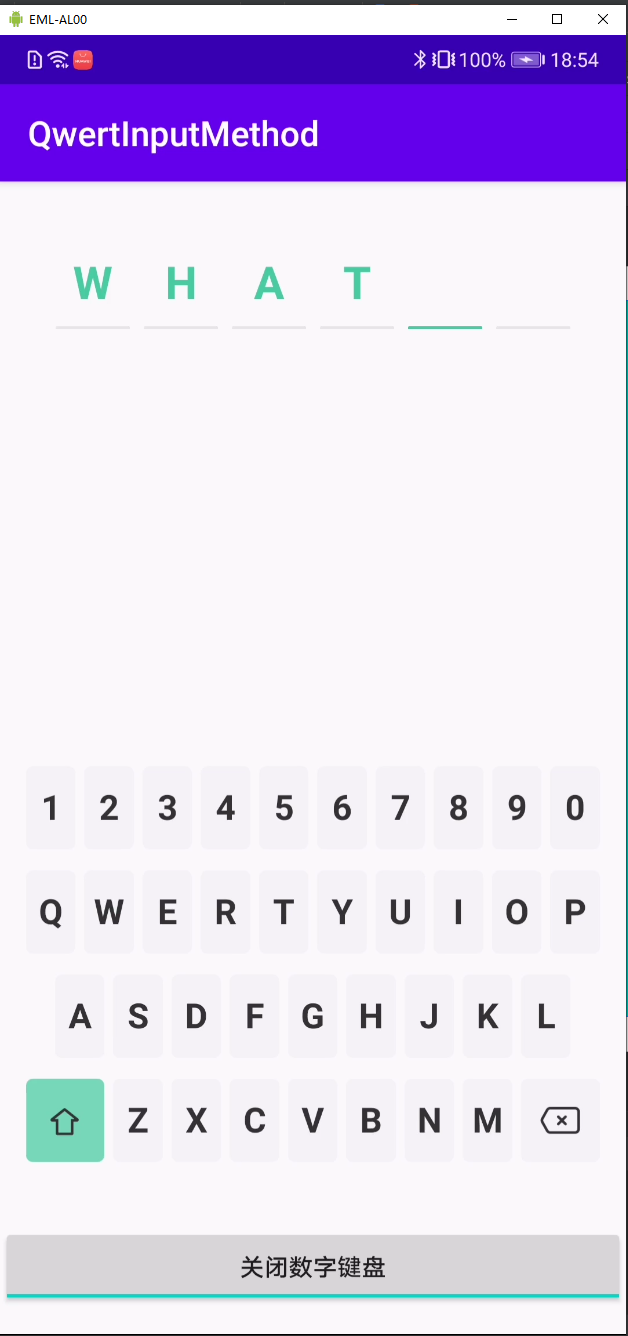 EML-AL00
100% 18:54
QwertInputMethod
W H A T
1 2 3 4 5 6 7 8 9 0
Q W E R T Y U I O P
A S D F G H J K L
Z X C V B N M
关闭数字键盘